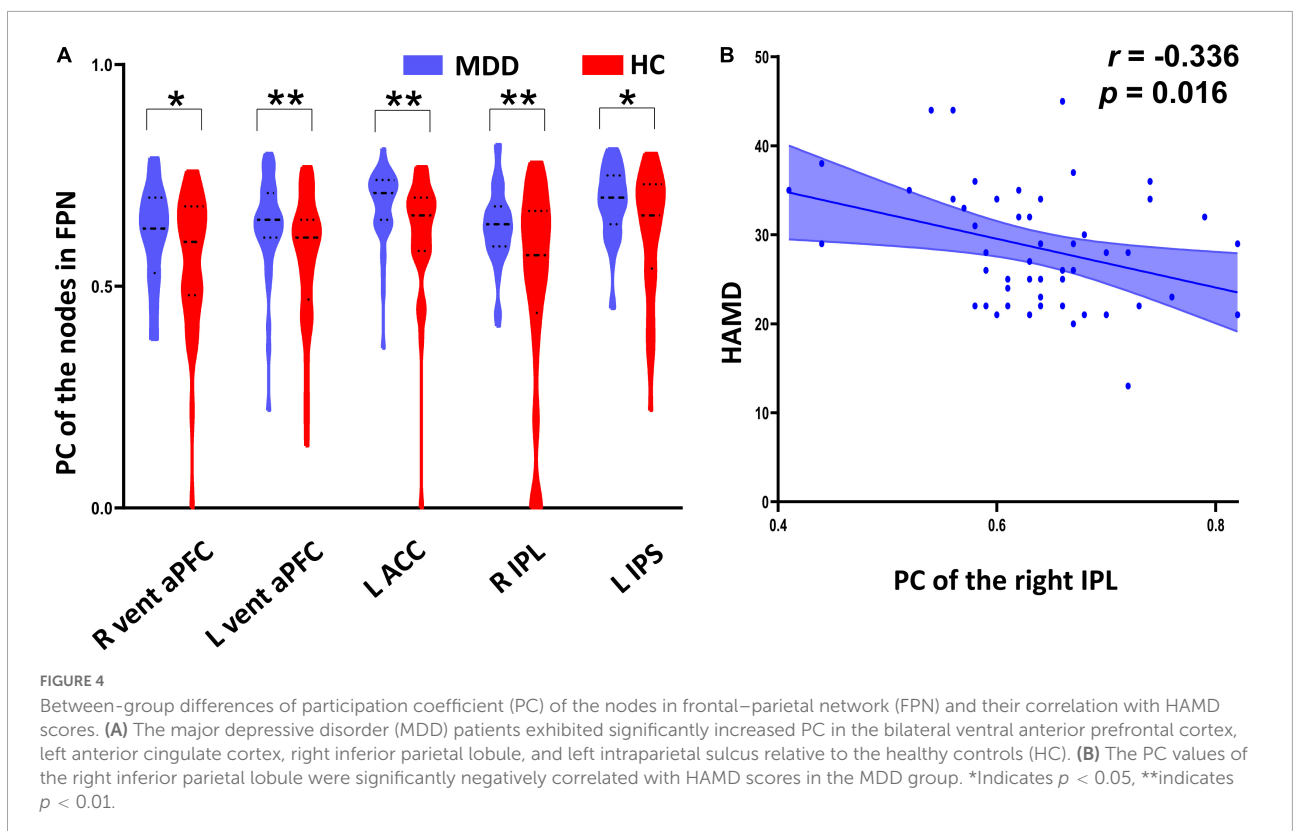 A
MDD
HC
1.0
0.5
0.0
PC of the nodes in FPN
*
**
**
**
*
R vent aPFC
L vent aPFC
L ACC
R IPL
L IPS
B
r = -0.336
p = 0.016
50
40
30
20
10
0
HAMD
0.4
0.6
0.8
PC of the right IPL
FIGURE 4
Between-group differences of participation coefficient (PC) of the nodes in frontal–parietal network (FPN) and their correlation with HAMD
scores. (A) The major depressive disorder (MDD) patients exhibited significantly increased PC in the bilateral ventral anterior prefrontal cortex,
left anterior cingulate cortex, right inferior parietal lobule, and left intraparietal sulcus relative to the healthy controls (HC). (B) The PC values of
the right inferior parietal lobule were significantly negatively correlated with HAMD scores in the MDD group. *Indicates p < 0.05, **indicates
p < 0.01.